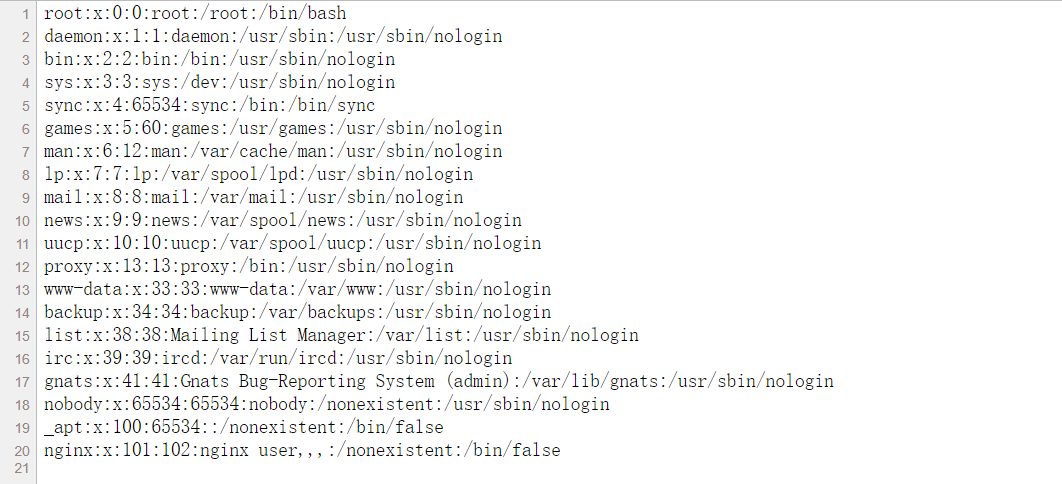 1 root:x:0:0:root:/root:/bin/bash
2 daemon:x:1:1:daemon:/usr/sbin:/usr/sbin/nologin
3 bin:x:2:2:bin:/bin:/usr/sbin/nologin
4 sys:x:3:3:sys:/dev:/usr/sbin/nologin
5 sync:x:4:65534:sync:/bin:/bin/sync
6 games:x:5:60:games:/usr/games:/usr/sbin/nologin
7 man:x:6:12:man:/var/cache/man:/usr/sbin/nologin
8 lp:x:7:7:lp:/var/spool/lpd:/usr/sbin/nologin
9 mail:x:8:8:mail:/var/mail:/usr/sbin/nologin
10 news:x:9:9:news:/var/spool/news:/usr/sbin/nologin
11 uucp:x:10:10:uucp:/var/spool/uucp:/usr/sbin/nologin
12 proxy:x:13:13:proxy:/bin:/usr/sbin/nologin
13 www-data:x:33:33:www-data:/var/www:/usr/sbin/nologin
14 backup:x:34:34:backup:/var/backups:/usr/sbin/nologin
15 list:x:38:38:Mailing List Manager:/var/list:/usr/sbin/nologin
16 irc:x:39:39:ircd:/var/run/ircd:/usr/sbin/nologin
17 gnats:x:41:41:Gnats Bug-Reporting System (admin):/var/lib/gnats:/usr/sbin/nologin
18 nobody:x:65534:65534:nobody:/nonexistent:/usr/sbin/nologin
19 _apt:x:100:65534::/nonexistent:/bin/false
20 nginx:x:101:102:nginx user,,,:/nonexistent:/bin/false
21